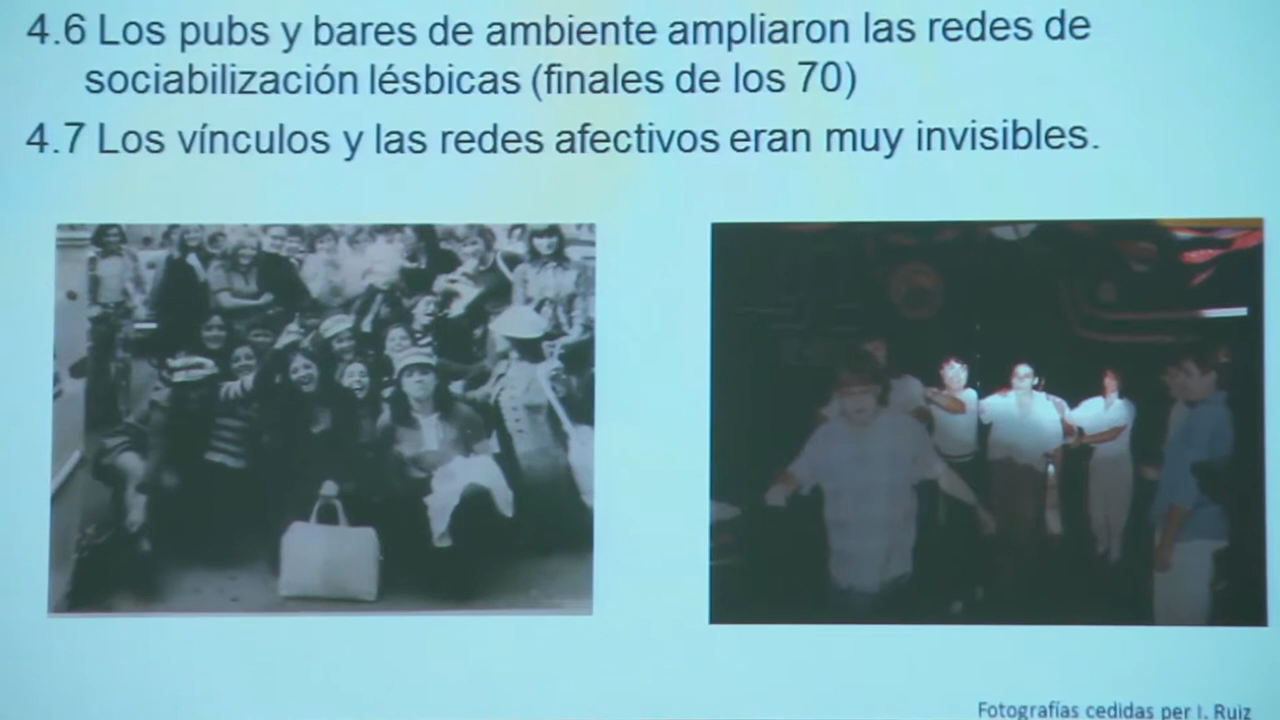 4.6 Los pubs y bares de ambiente ampliaron las redes de
sociabilización lésbicas (finales de los 70)
4.7 Los vínculos y las redes afectivos eran muy invisibles.
Fotografías cedidas per I. Ruiz